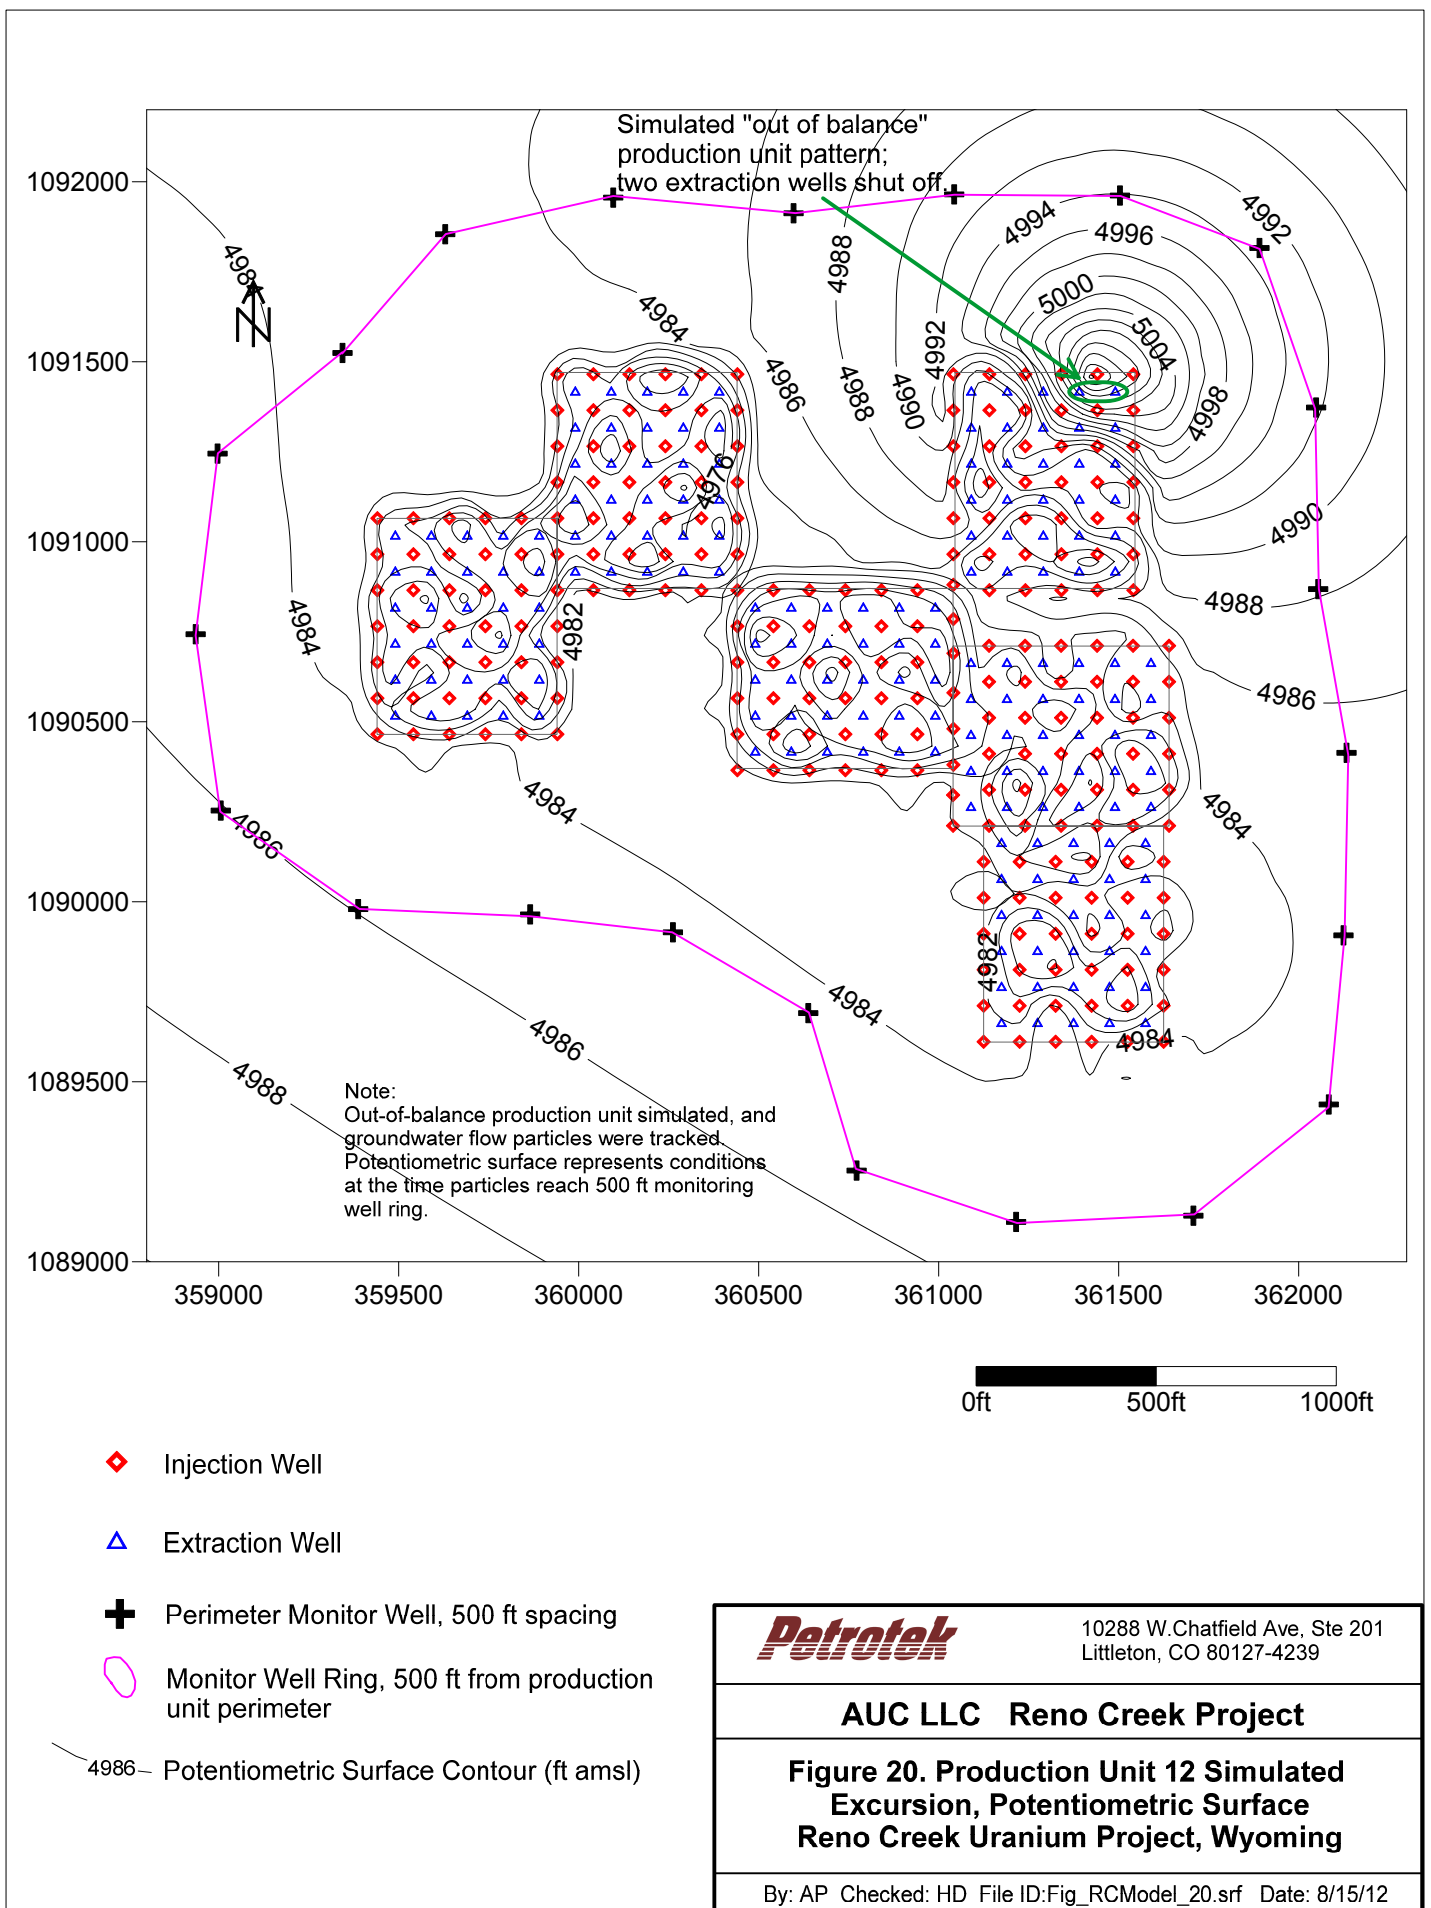 Simulated "out of balance"
production unit pattern;
two extraction wells shut off.
1092000
1091500
1091000
1090500
1090000
1089500
1089000
359000
359500
360000
360500
361000
361500
362000
4994
4992
4996
4988
5000
4984
5004
4992
4986
4988
4990
4998
4976
4990
4988
4984
4982
4986
4984
4984
4986
4982
4984
4984
4986
4988
N
Note:
Out-of-balance production unit simulated, and
groundwater flow particles were tracked.
Potentiometric surface represents conditions
at the time particles reach 500 ft monitoring
well ring.
0ft 500ft 1000ft
Injection Well
Extraction Well
Perimeter Monitor Well, 500 ft spacing
Monitor Well Ring, 500 ft from production
unit perimeter
4986 Potentiometric Surface Contour (ft amsl)
Petrotek
10288 W.Chatfield Ave, Ste 201
Littleton, CO 80127-4239
AUC LLC Reno Creek Project
Figure 20. Production Unit 12 Simulated
Excursion, Potentiometric Surface
Reno Creek Uranium Project, Wyoming
By: AP Checked: HD File ID:Fig_RCModel_20.srf Date: 8/15/12